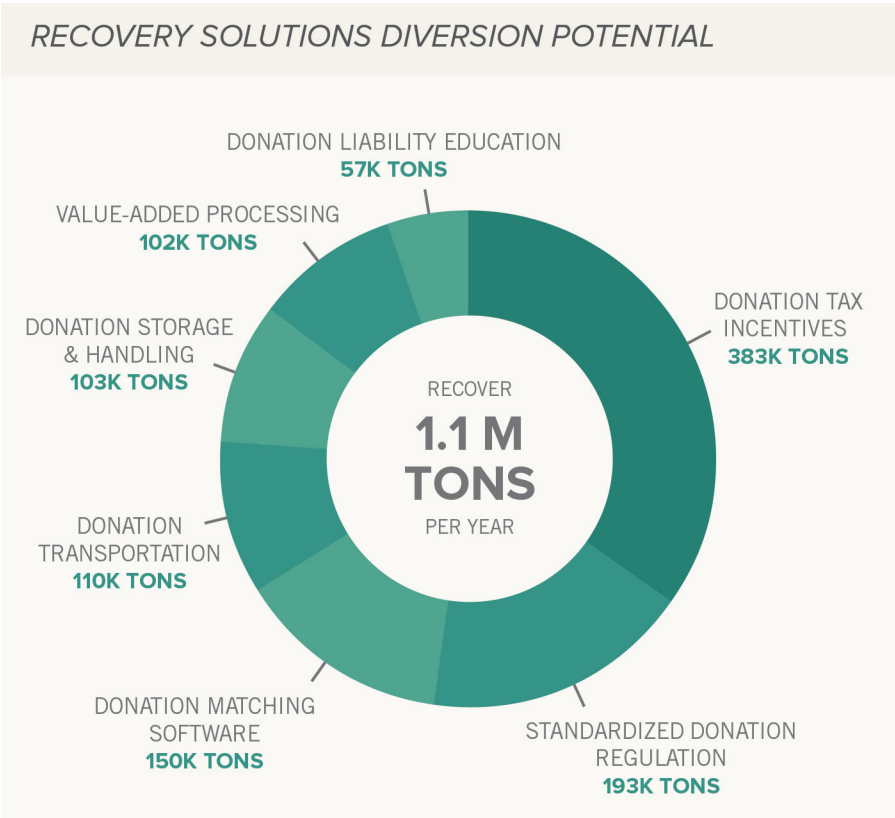 RECOVERY SOLUTIONS DIVERSION POTENTIAL
DONATION LIABILITY EDUCATION
57K TONS
VALUE-ADDED PROCESSING
102K TONS
DONATION STORAGE
& HANDLING
103K TONS
DONATION
TRANSPORTATION
110K TONS
DONATION MATCHING
SOFTWARE
150K TONS
STANDARDIZED DONATION
REGULATION
193K TONS
DONATION TAX
INCENTIVES
383K TONS
RECOVER
1.1 M
TONS
PER YEAR